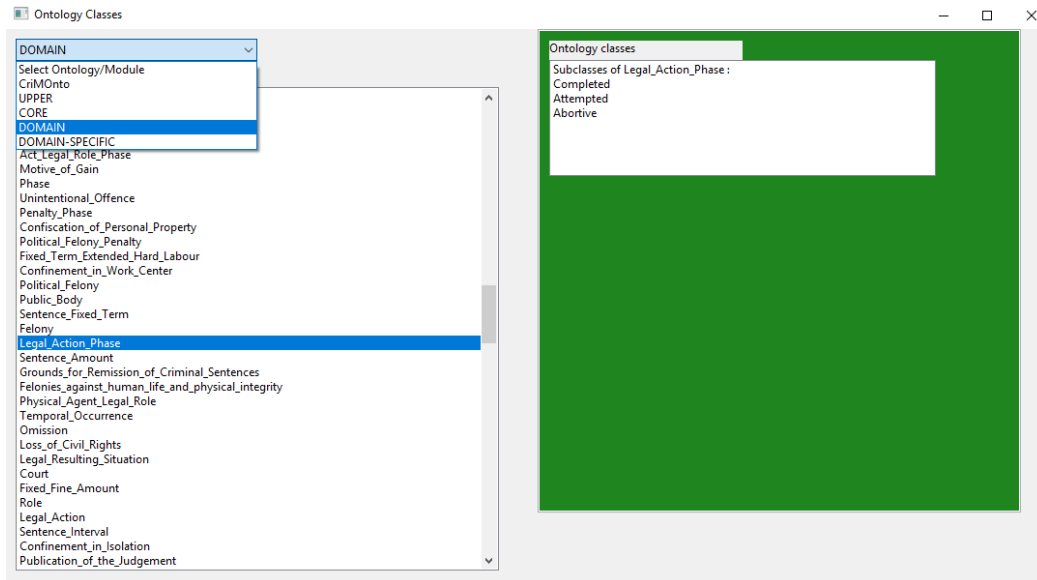 Ontology Classes
DOMAIN
Select Ontology/Module
CriMOnto
UPPER
CORE
DOMAIN
DOMAIN-SPECIFIC
Act_Legal_Role_Phase
Motive_of_Gain
Phase
Unintentional_Offence
Penalty_Phase
Confiscation_of_Personal_Property
Political_Felony_Penalty
Fixed_Term_Extended_Hard_Labour
Confinement_in_Work_Center
Political_Felony
Public_Body
Sentence_Fixed_Term
Felony
Legal_Action_Phase
Sentence_Amount
Grounds_for_Remission_of_Criminal_Sentences
Felonies_against_human_life_and_physical_integrity
Physical_Agent_Legal_Role
Temporal_Occurrence
Omission
Loss_of_Civil_Rights
Legal_Resulting_Situation
Court
Fixed_Fine_Amount
Role
Legal_Action
Sentence_Interval
Confinement_in_Isolation
Publication_of_the_Judgement
Ontology classes
Subclasses of Legal_Action_Phase :
Completed
Attempted
Abortive